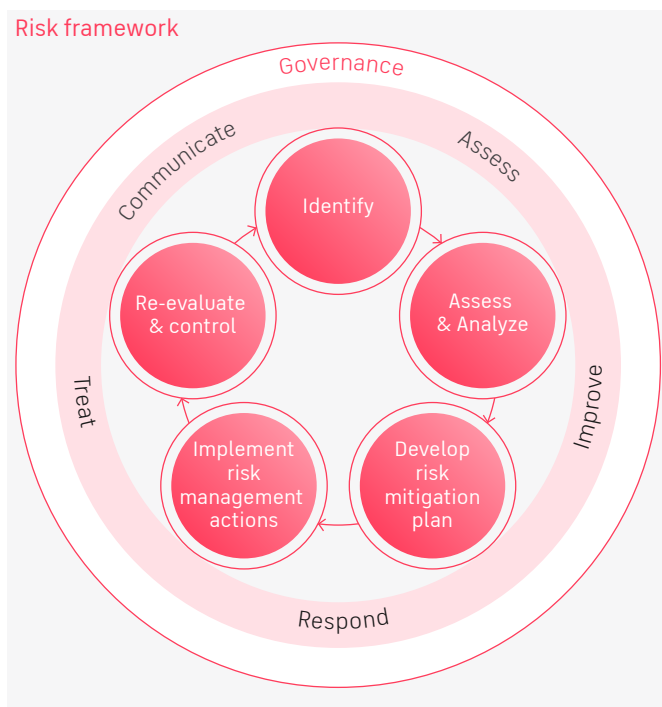 Risk framework
Governance
Communicate
Assess
Identify
Re-evaluate
& control
Assess
& Analyze
Treat
Improve
Implement
risk
management
actions
Develop
risk
mitigation
plan
Respond